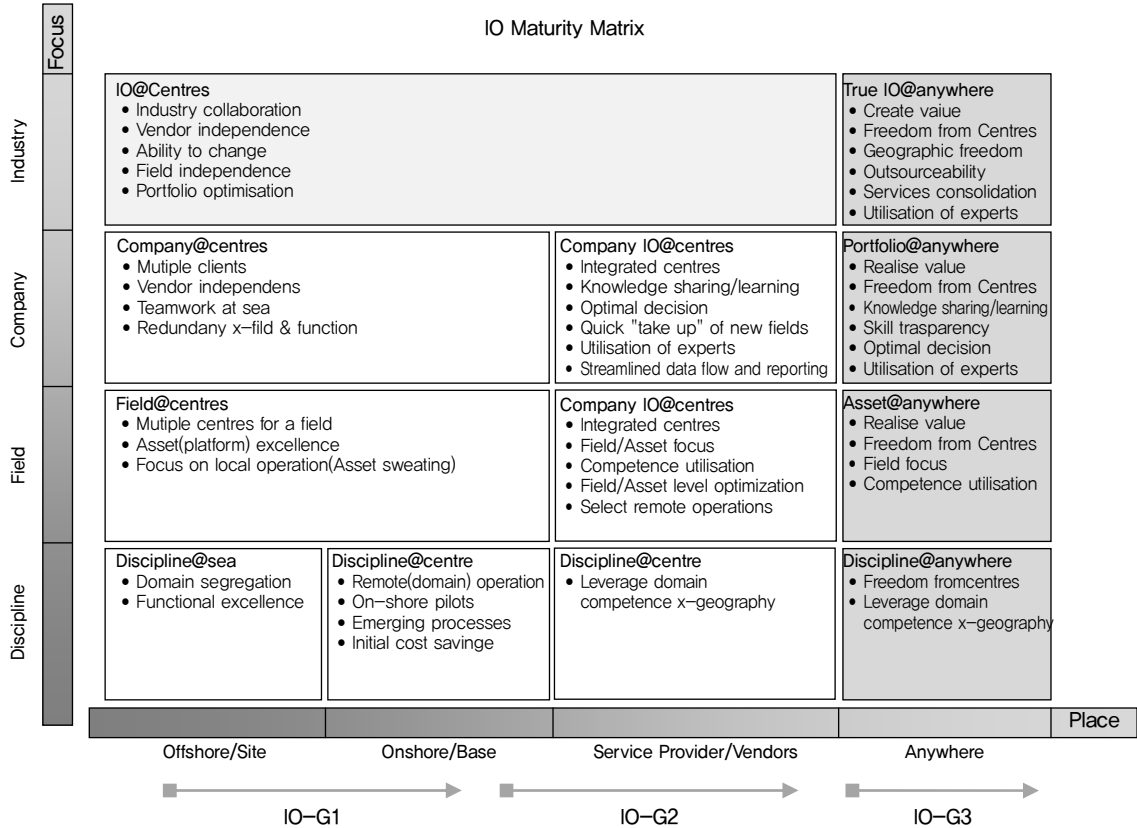 IO Maturity Matrix
Focus
Industry
IO@Centres
• Industry collaboration
• Vendor independence
• Ability to change
• Field independence
• Portfolio optimisation
True IO@anywhere
• Create vaiue
• Freedom from Centres
• Geographic freedom
• Outsourceability
• Services consolidation
• Utilisation of experts
Company
Company@centres
• Mutiple clients
• Vendor independens
• Teamwork at sea
• Redundany x-fild & function
Company IO@centres
• Integrated centres
• Knowledge sharing/learning
• Optimal decision
• Quick "take up" of new fields
• Utilisation of experts
• Streamlined data flow and reporting
Portfolio@anywhere
• Realise value
• Freedom from Centres
• Knowledge sharing/learning
• Skill trasparency
• Optimal decision
• Utilisation of experts
Field
Field@centres
• Mutiple centres for a field
• Asset(platform) excellence
• Focus on local operation(Asset sweating)
Company IO@centres
• Integrated centres
• Field/Asset focus
• Competence utilisation
• Field/Asset level optimization
• Select remote operations
Asset@anywhere
• Realise value
• Freedom from Centres
• Field focus
• Competence utilisation
Discipline
Discipline@sea
• Domain segregation
• Functional excellence
Discipline@centre
• Remote(domain) operation
• On-shore pilots
• Emerging processes
• Initial cost savinge
Discipline@centre
• Leverage domain
competence x-geography
Discipline@anywhere
• Freedom fromcentres
• Leverage domain
competence x-geography
Place
Offshore/Site
Onshore/Base
Service Provider/Vendors
Anywhere
IO-G1
IO-G2
IO-G3